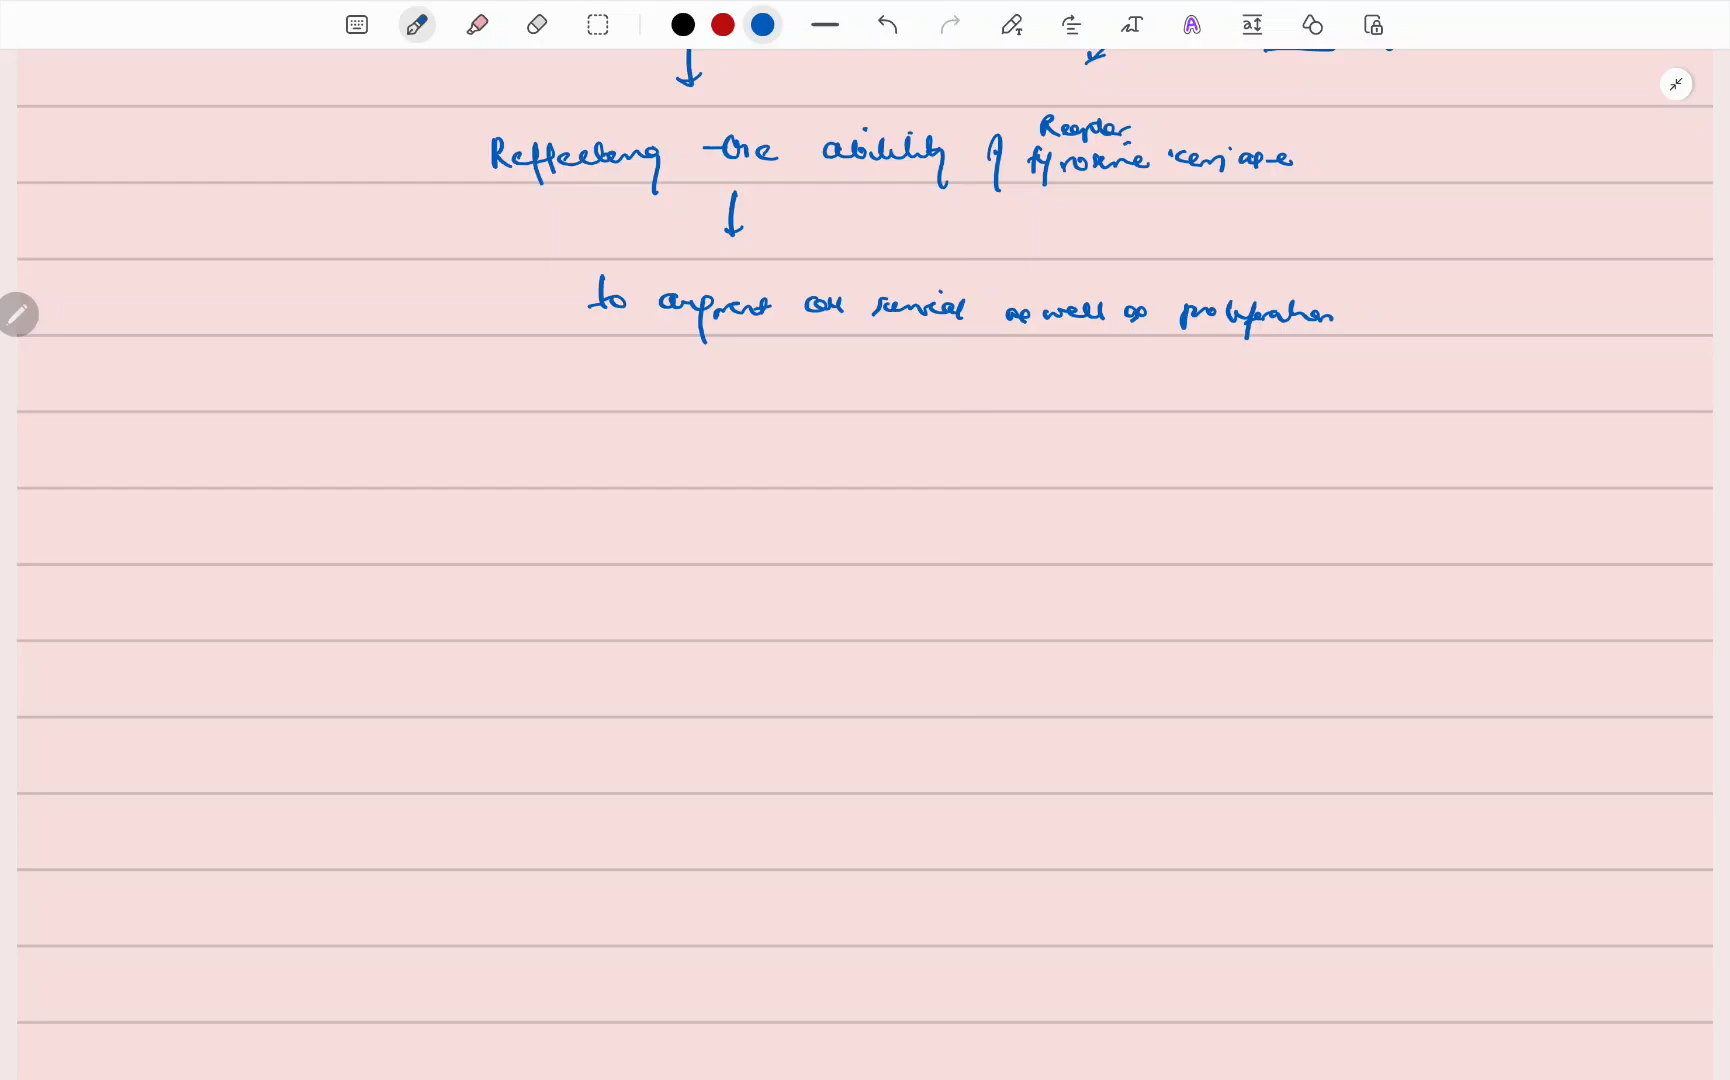 Reflecting the ability of Receptor tyrosine kinase
to augment cell survival as well as proliferation